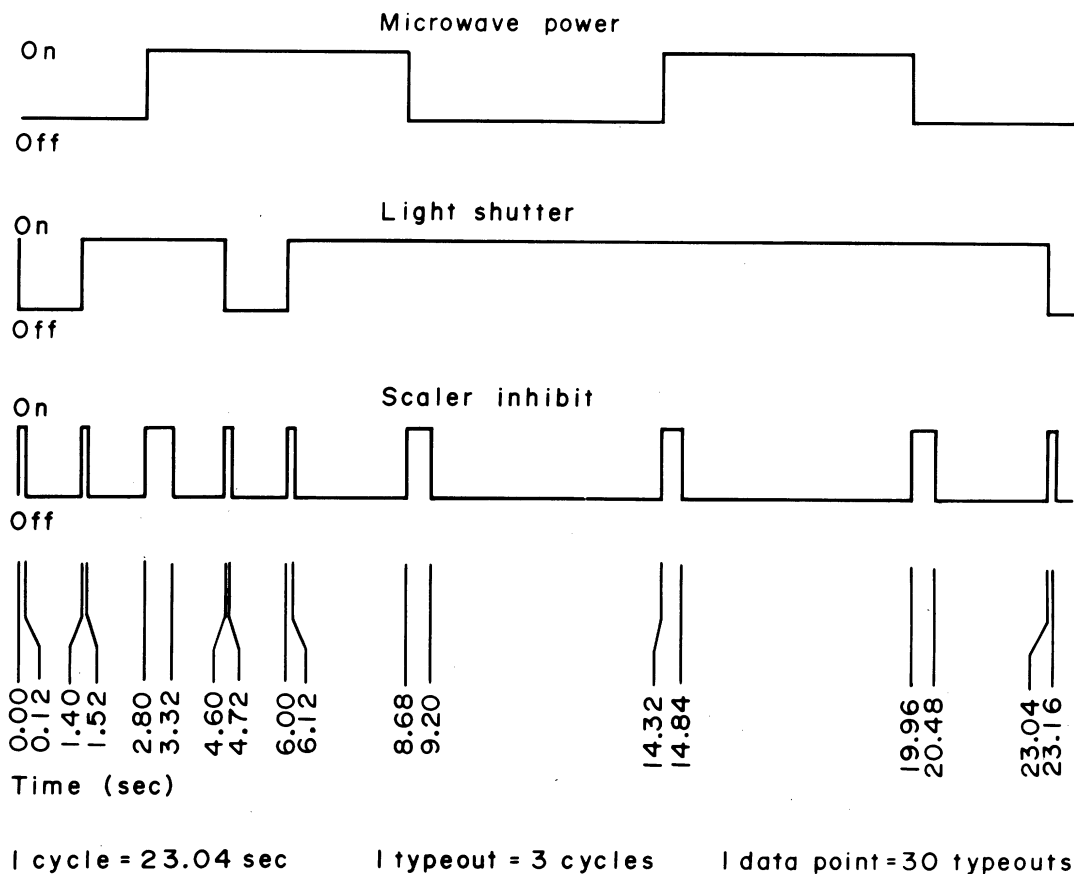 Microwave power
On
Off
Light shutter
On
Off
Scaler inhibit
On
Off
0.00
0.12
1.40
1.52
2.80
3.32
4.60
4.72
6.00
6.12
8.68
9.20
14.32
14.84
19.96
20.48
23.04
23.16
Time (sec)
1 cycle = 23.04 sec 1 typeout = 3 cycles 1 data point = 30 typeouts